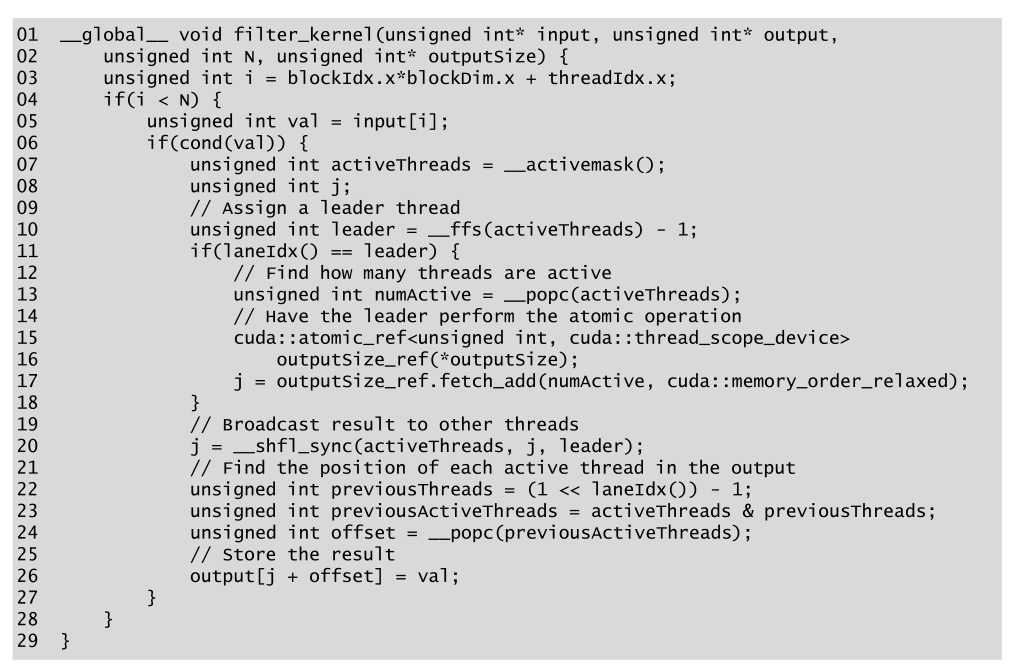 01 __global__ void filter_kernel(unsigned int* input, unsigned int* output,
02     unsigned int N, unsigned int* outputSize) {
03     unsigned int i = blockIdx.x*blockDim.x + threadIdx.x;
04     if(i < N) {
05         unsigned int val = input[i];
06         if(cond(val)) {
07             unsigned int activeThreads = __activemask();
08             unsigned int j;
09             // Assign a leader thread
10             unsigned int leader = __ffs(activeThreads) - 1;
11             if(laneIdx() == leader) {
12                 // Find how many threads are active
13                 unsigned int numActive = __popc(activeThreads);
14                 // Have the leader perform the atomic operation
15                 cuda::atomic_ref<unsigned int, cuda::thread_scope_device>
16                     outputSize_ref(*outputSize);
17                 j = outputSize_ref.fetch_add(numActive, cuda::memory_order_relaxed);
18             }
19             // Broadcast result to other threads
20             j = __shfl_sync(activeThreads, j, leader);
21             // Find the position of each active thread in the output
22             unsigned int previousThreads = (1 << laneIdx()) - 1;
23             unsigned int previousActiveThreads = activeThreads & previousThreads;
24             unsigned int offset = __popc(previousActiveThreads);
25             // Store the result
26             output[j + offset] = val;
27         }
28     }
29 }